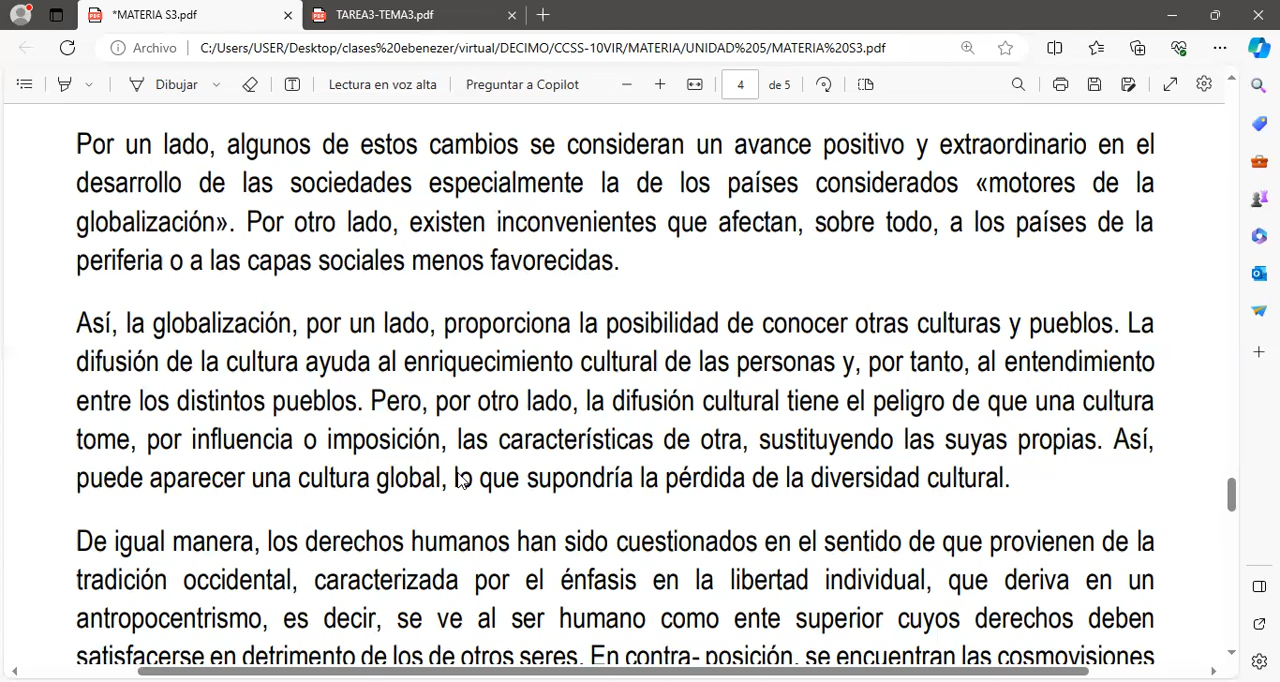 *MATERIA S3.pdf
TAREA3-TEMA3.pdf
Archivo
C:/Users/USER/Desktop/clases%20ebenezer/virtual/DECIMO/CCSS-10VIR/MATERIA/UNIDAD%205/MATERIA%20S3.pdf
Dibujar
Lectura en voz alta
Preguntar a Copilot
4
de 5
Por un lado, algunos de estos cambios se consideran un avance positivo y extraordinario en el
desarrollo de las sociedades especialmente la de los países considerados «motores de la
globalización». Por otro lado, existen inconvenientes que afectan, sobre todo, a los países de la
periferia o a las capas sociales menos favorecidas.
Así, la globalización, por un lado, proporciona la posibilidad de conocer otras culturas y pueblos. La
difusión de la cultura ayuda al enriquecimiento cultural de las personas y, por tanto, al entendimiento
entre los distintos pueblos. Pero, por otro lado, la difusión cultural tiene el peligro de que una cultura
tome, por influencia o imposición, las características de otra, sustituyendo las suyas propias. Así,
puede aparecer una cultura global, lo que supondría la pérdida de la diversidad cultural.
De igual manera, los derechos humanos han sido cuestionados en el sentido de que provienen de la
tradición occidental, caracterizada por el énfasis en la libertad individual, que deriva en un
antropocentrismo, es decir, se ve al ser humano como ente superior cuyos derechos deben
satisfacerse en detrimento de los de otros seres. En contra- posición, se encuentran las cosmovisiones